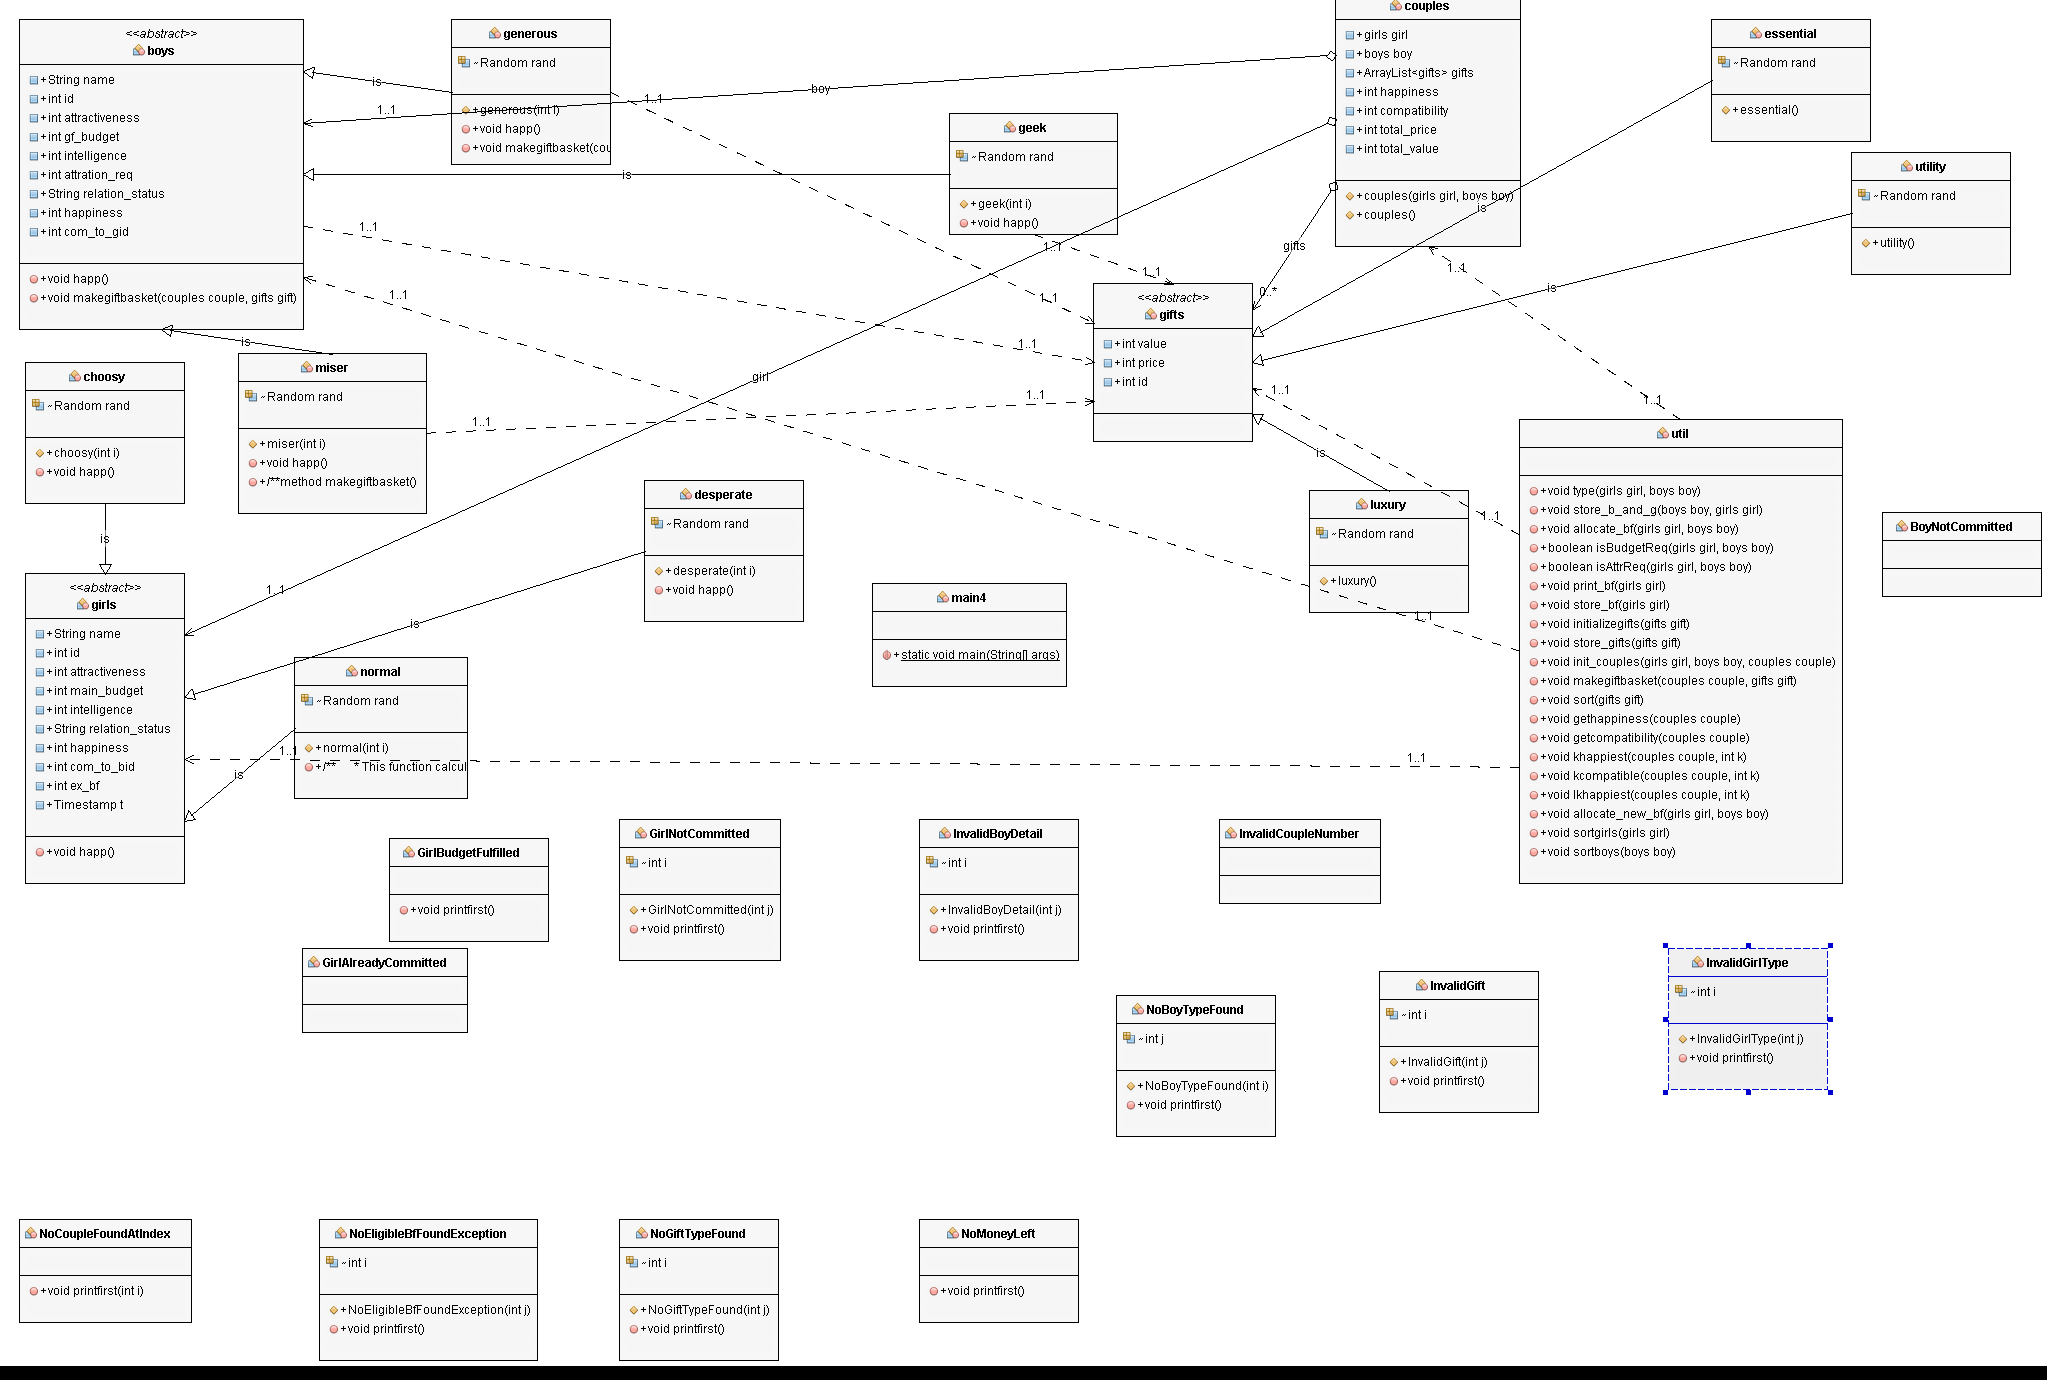 <<abstract>>
boys
+String name
+int id
+int attractiveness
+int gf_budget
+int intelligence
+int attration_req
+String relation_status
+int happiness
+int com_to_gid
+void happ()
+void makegiftbasket(couples couple, gifts gift)
generous
~Random rand
+generous(int i)
+void happ()
+void makegiftbasket(cou
is
1..1
1..1
boy
is
geek
~Random rand
+geek(int i)
+void happ()
couples
+girls girl
+boys boy
+ArrayList<gifts> gifts
+int happiness
+int compatibility
+int total_price
+int total_value
+couples(girls girl, boys boy)
+couples()
essential
~Random rand
+essential()
utility
~Random rand
+utility()
is
is
gifts
0..*
1..1
1..1
1..1
1..1
1..1
1..1
1..1
1..1
<<abstract>>
gifts
+int value
+int price
+int id
is
miser
~Random rand
+miser(int i)
+void happ()
+/**method makegiftbasket()
choosy
~Random rand
+choosy(int i)
+void happ()
is
girl
1..1
1..1
1..1
1..1
1..1
is
luxury
~Random rand
+luxury()
1..1
util
+void type(girls girl, boys boy)
+void store_b_and_g(boys boy, girls girl)
+void allocate_bf(girls girl, boys boy)
+boolean isBudgetReq(girls girl, boys boy)
+boolean isAttrReq(girls girl, boys boy)
+void print_bf(girls girl)
+void store_bf(girls girl)
+void initializegifts(gifts gift)
+void store_gifts(gifts gift)
+void init_couples(girls girl, boys boy, couples couple)
+void makegiftbasket(couples couple, gifts gift)
+void sort(gifts gift)
+void gethappiness(couples couple)
+void getcompatibility(couples couple)
+void khappiest(couples couple, int k)
+void kcompatible(couples couple, int k)
+void lkhappiest(couples couple, int k)
+void allocate_new_bf(girls girl, boys boy)
+void sortgirls(girls girl)
+void sortboys(boys boy)
BoyNotCommitted
desperate
~Random rand
+desperate(int i)
+void happ()
is
main4
+static void main(String[] args)
<<abstract>>
girls
+String name
+int id
+int attractiveness
+int main_budget
+int intelligence
+String relation_status
+int happiness
+int com_to_bid
+int ex_bf
+Timestamp t
+void happ()
normal
~Random rand
+normal(int i)
+/**     * This function calcul
1..1
is
1..1
GirlBudgetFulfilled
+void printfirst()
GirlNotCommitted
~int i
+GirlNotCommitted(int j)
+void printfirst()
InvalidBoyDetail
~int i
+InvalidBoyDetail(int j)
+void printfirst()
InvalidCoupleNumber
GirlAlreadyCommitted
NoBoyTypeFound
~int j
+NoBoyTypeFound(int i)
+void printfirst()
InvalidGift
~int i
+InvalidGift(int j)
+void printfirst()
InvalidGirlType
~int i
+InvalidGirlType(int j)
+void printfirst()
NoCoupleFoundAtIndex
+void printfirst(int i)
NoEligibleBfFoundException
~int i
+NoEligibleBfFoundException(int j)
+void printfirst()
NoGiftTypeFound
~int i
+NoGiftTypeFound(int j)
+void printfirst()
NoMoneyLeft
+void printfirst()